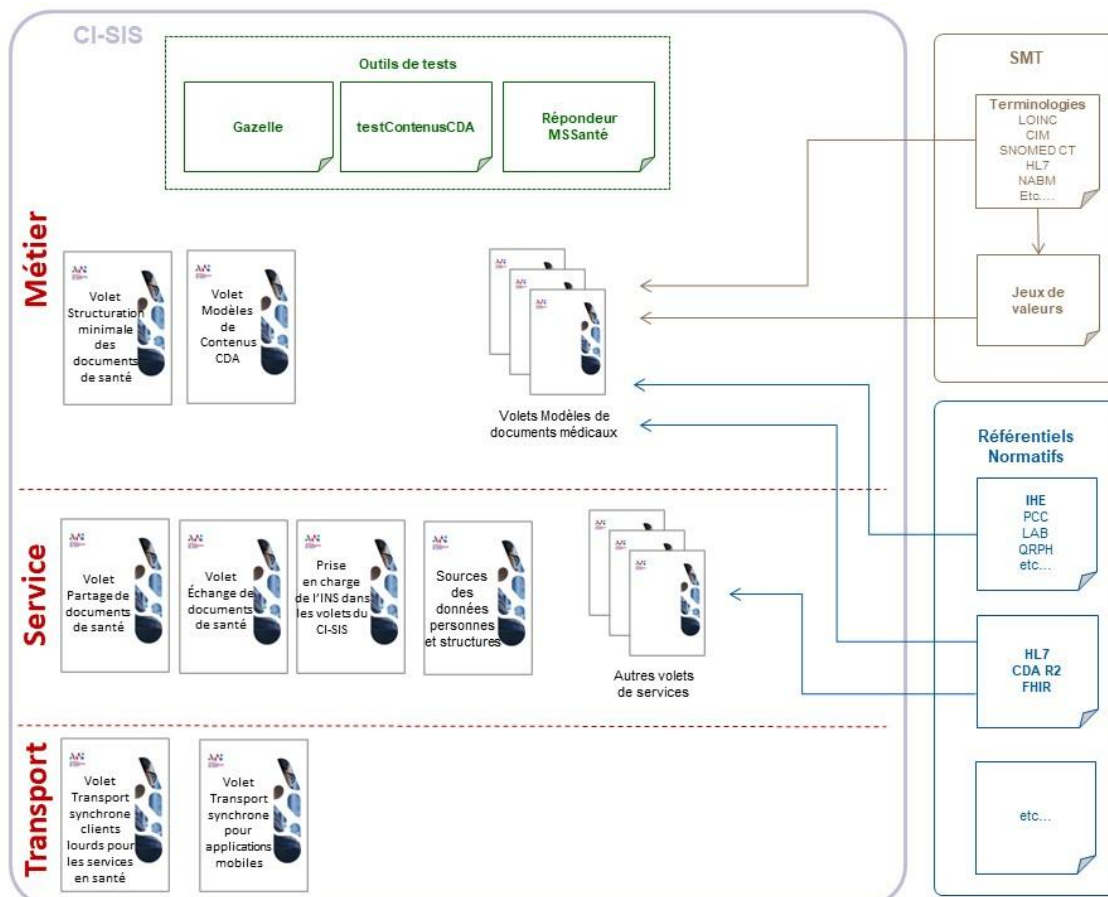 CI-SIS
Outils de tests
Gazelle
testContenusCDA
Répondeur
MSSanté
Métier
Volet
Structuration
minimale
des
documents
de santé
Volet
Modèles
de
Contenus
CDA
Volets Modèles de
documents médicaux
Service
Volet
Partage de
documents
de santé
Volet
Échange de
documents
de santé
Prise
en charge
de l'INS dans
les volets du
CI-SIS
Sources
des
données
personnes
et structures
Autres volets
de services
Transport
Volet
Transport
synchrone
clients
lourds pour
les services
en santé
Volet
Transport
synchrone
pour
applications
mobiles
SMT
Terminologies
LOINC
CIM
SNOMED CT
HL7
NABM
Etc....
Jeux de
valeurs
Référentiels
Normatifs
IHE
PCC
LAB
QRPH
etc...
HL7
CDA R2
FHIR
etc...